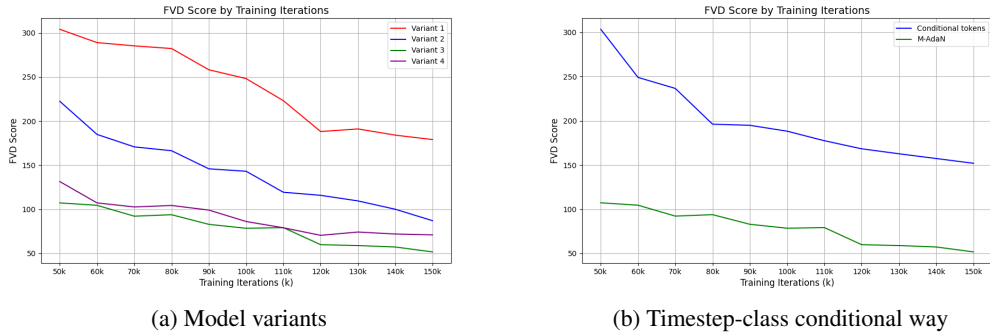 FVD Score by Training Iterations
FVD Score
300
250
200
150
100
50
Variant 1
Variant 2
Variant 3
Variant 4
50k 60k 70k 80k 90k 100k 110k 120k 130k 140k 150k
Training Iterations (k)
(a) Model variants
FVD Score by Training Iterations
FVD Score
300
250
200
150
100
50
Conditional tokens
M-AdaN
50k 60k 70k 80k 90k 100k 110k 120k 130k 140k 150k
Training Iterations (k)
(b) Timestep-class conditional way